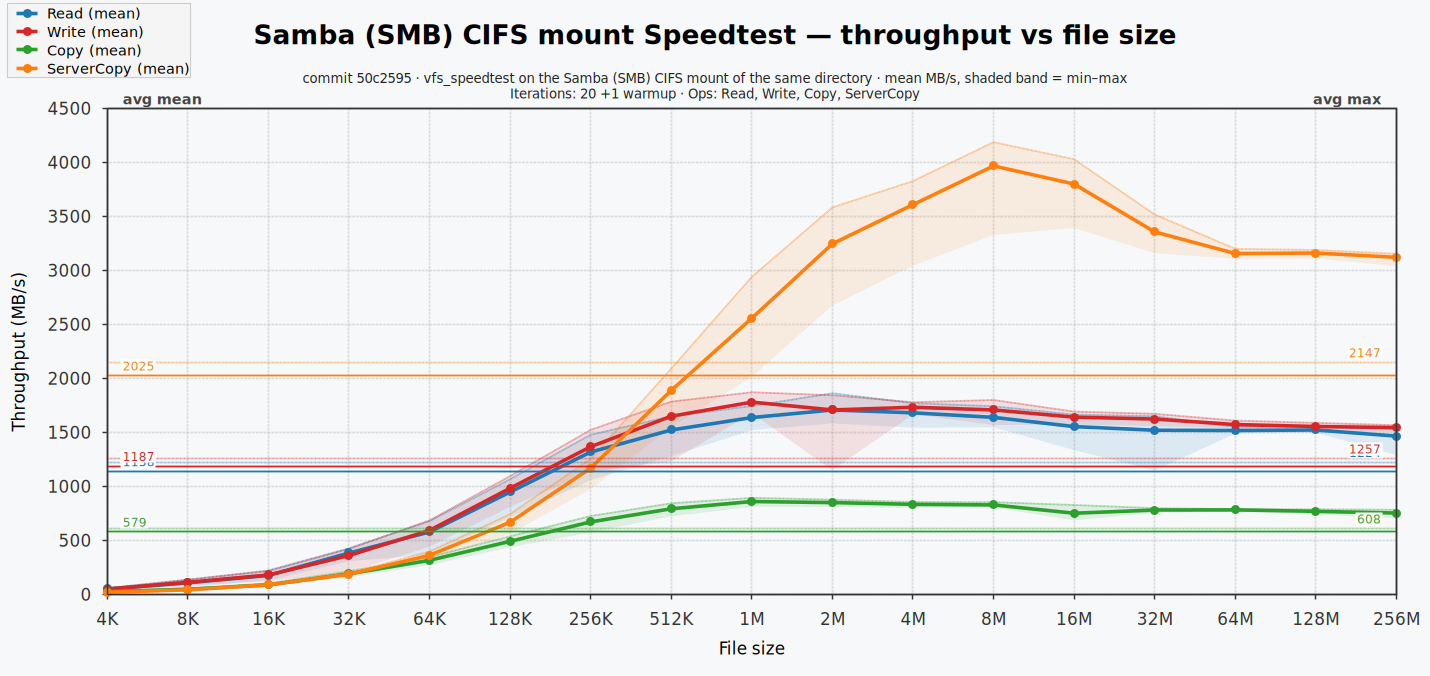 Read (mean)
Write (mean)
Copy (mean)
ServerCopy (mean)
Samba (SMB) CIFS mount Speedtest — throughput vs file size
commit 50c2595 · vfs_speedtest on the Samba (SMB) CIFS mount of the same directory · mean MB/s, shaded band = min–max
Iterations: 20 +1 warmup · Ops: Read, Write, Copy, ServerCopy
avg mean
avg max
4500
4000
3500
3000
2500
2000
1500
1000
500
0
Throughput (MB/s)
2025
2147
1187
1257
579
608
4K
8K
16K
32K
64K
128K
256K
512K
1M
2M
4M
8M
16M
32M
64M
128M
256M
File size